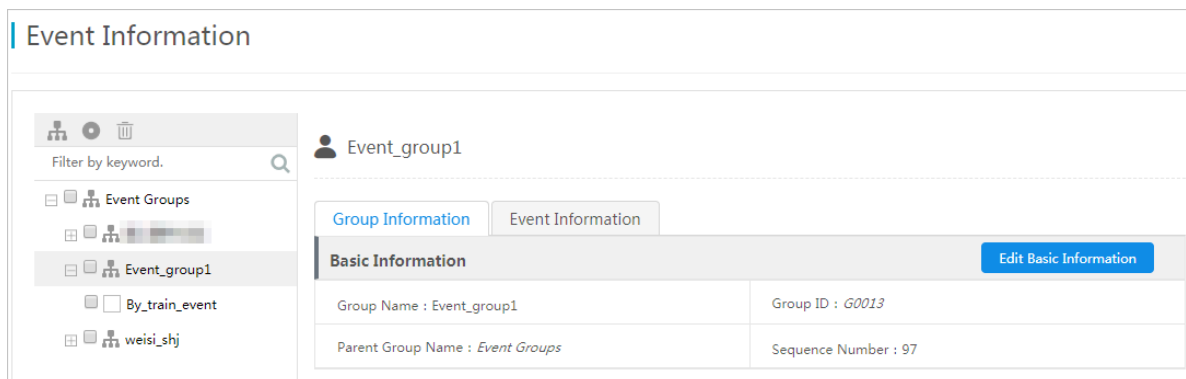 Event Information
Filter by keyword.
Event Groups
Event_group1
By_train_event
weisi_shj
Event_group1
Group Information
Event Information
Basic Information
Edit Basic Information
Group Name : Event_group1
Group ID : G0013
Parent Group Name : Event Groups
Sequence Number : 97